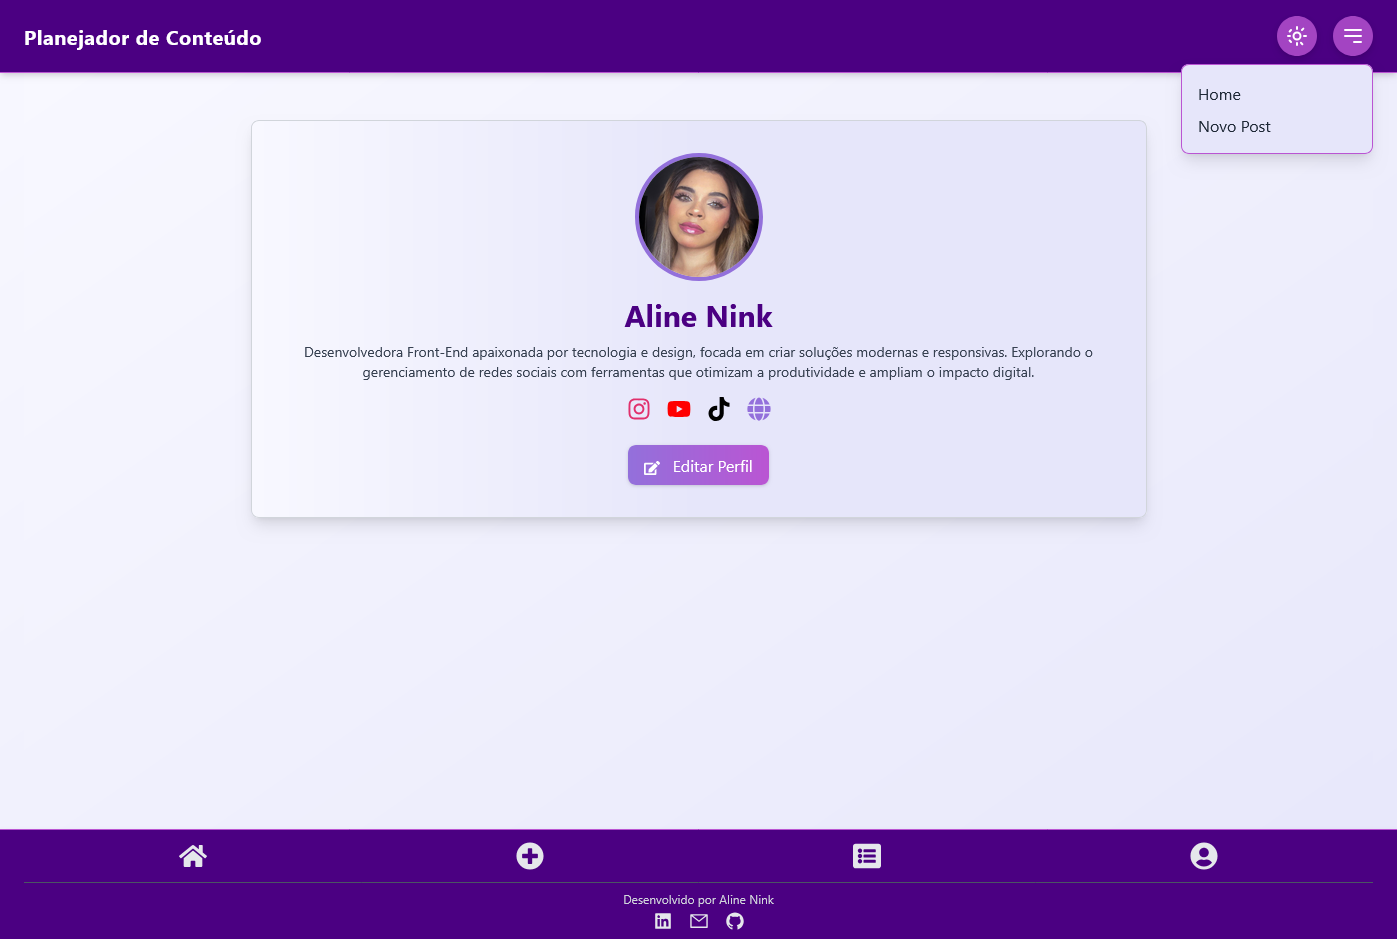 Planejador de Conteúdo
Home
Novo Post
Aline Nink
Desenvolvedora Front-End apaixonada por tecnologia e design, focada em criar soluções modernas e responsivas. Explorando o
gerenciamento de redes sociais com ferramentas que otimizam a produtividade e ampliam o impacto digital.
Editar Perfil
Desenvolvido por Aline Nink